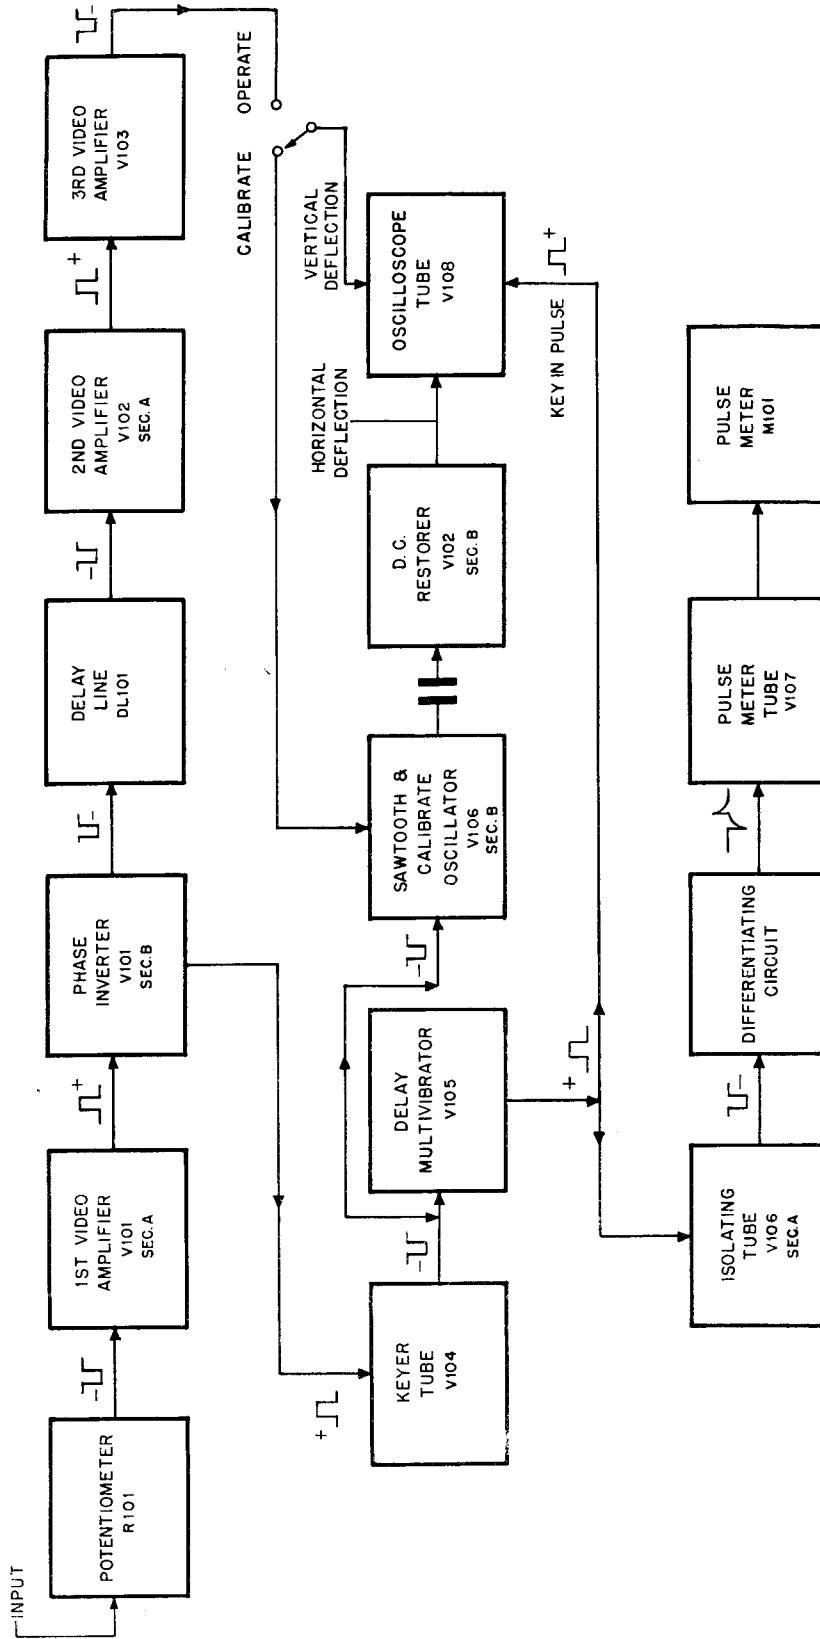 INPUT
POTENTIOMETER
R101
-
1ST VIDEO
AMPLIFIER
V101
SEC.A
+
PHASE
INVERTER
V101
SEC.B
-
DELAY
LINE
DL101
-
2ND VIDEO
AMPLIFIER
V102
SEC.A
+
3RD VIDEO
AMPLIFIER
V103
-
CALIBRATE
OPERATE
+
KEYER
TUBE
V104
-
DELAY
MULTIVIBRATOR
V105
-
SAWTOOTH &
CALIBRATE
OSCILLATOR
V106
SEC.B
D.C.
RESTORER
V102
SEC.B
HORIZONTAL
DEFLECTION
VERTICAL
DEFLECTION
OSCILLOSCOPE
TUBE
V108
+
KEY IN PULSE
+
ISOLATING
TUBE
V106
SEC.A
-
DIFFERENTIATING
CIRCUIT
PULSE
METER
TUBE
V107
PULSE
METER
M101